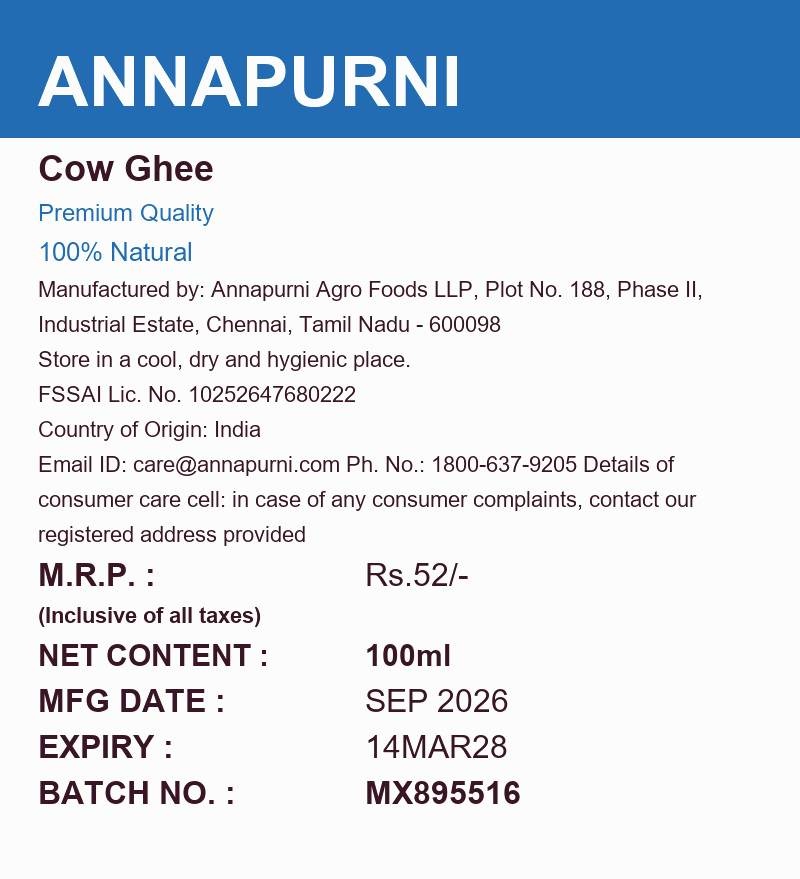 ANNAPURNI
Cow Ghee
Premium Quality
100% Natural
Manufactured by: Annapurni Agro Foods LLP, Plot No. 188, Phase II,
Industrial Estate, Chennai, Tamil Nadu - 600098
Store in a cool, dry and hygienic place.
FSSAI Lic. No. 10252647680222
Country of Origin: India
Email ID: care@annapurni.com Ph. No.: 1800-637-9205 Details of
consumer care cell: in case of any consumer complaints, contact our
registered address provided
M.R.P. : Rs.52/-
(Inclusive of all taxes)
NET CONTENT : 100ml
MFG DATE : SEP 2026
EXPIRY : 14MAR28
BATCH NO. : MX895516